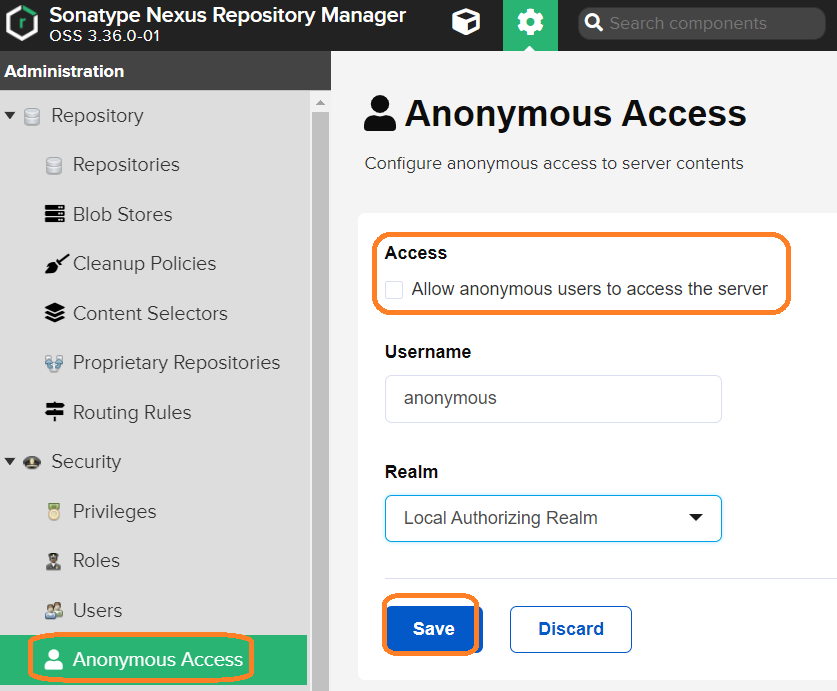 Sonatype Nexus Repository Manager
OSS 3.36.0-01
Search components
Administration
Repository
Repositories
Blob Stores
Cleanup Policies
Content Selectors
Proprietary Repositories
Routing Rules
Security
Privileges
Roles
Users
Anonymous Access
Anonymous Access
Configure anonymous access to server contents
Access
Allow anonymous users to access the server
Username
anonymous
Realm
Local Authorizing Realm
Save
Discard